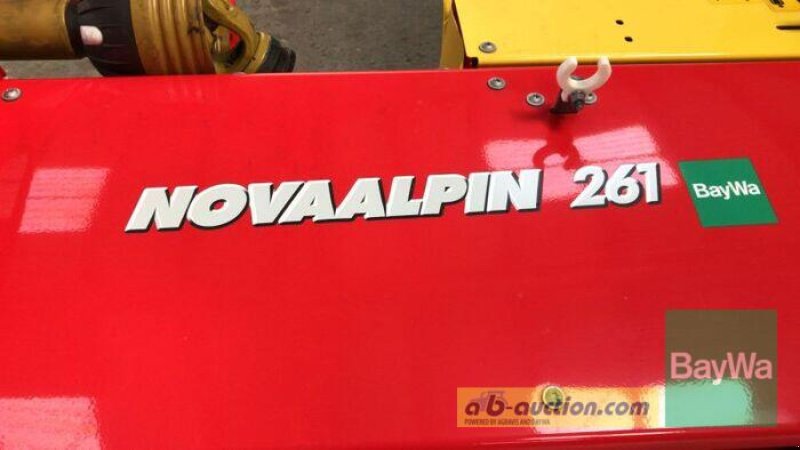 NOVAALPIN 261
BayWa
BayWa
ab-auction.com
POWERED BY AGRAVIS AND BAYWA